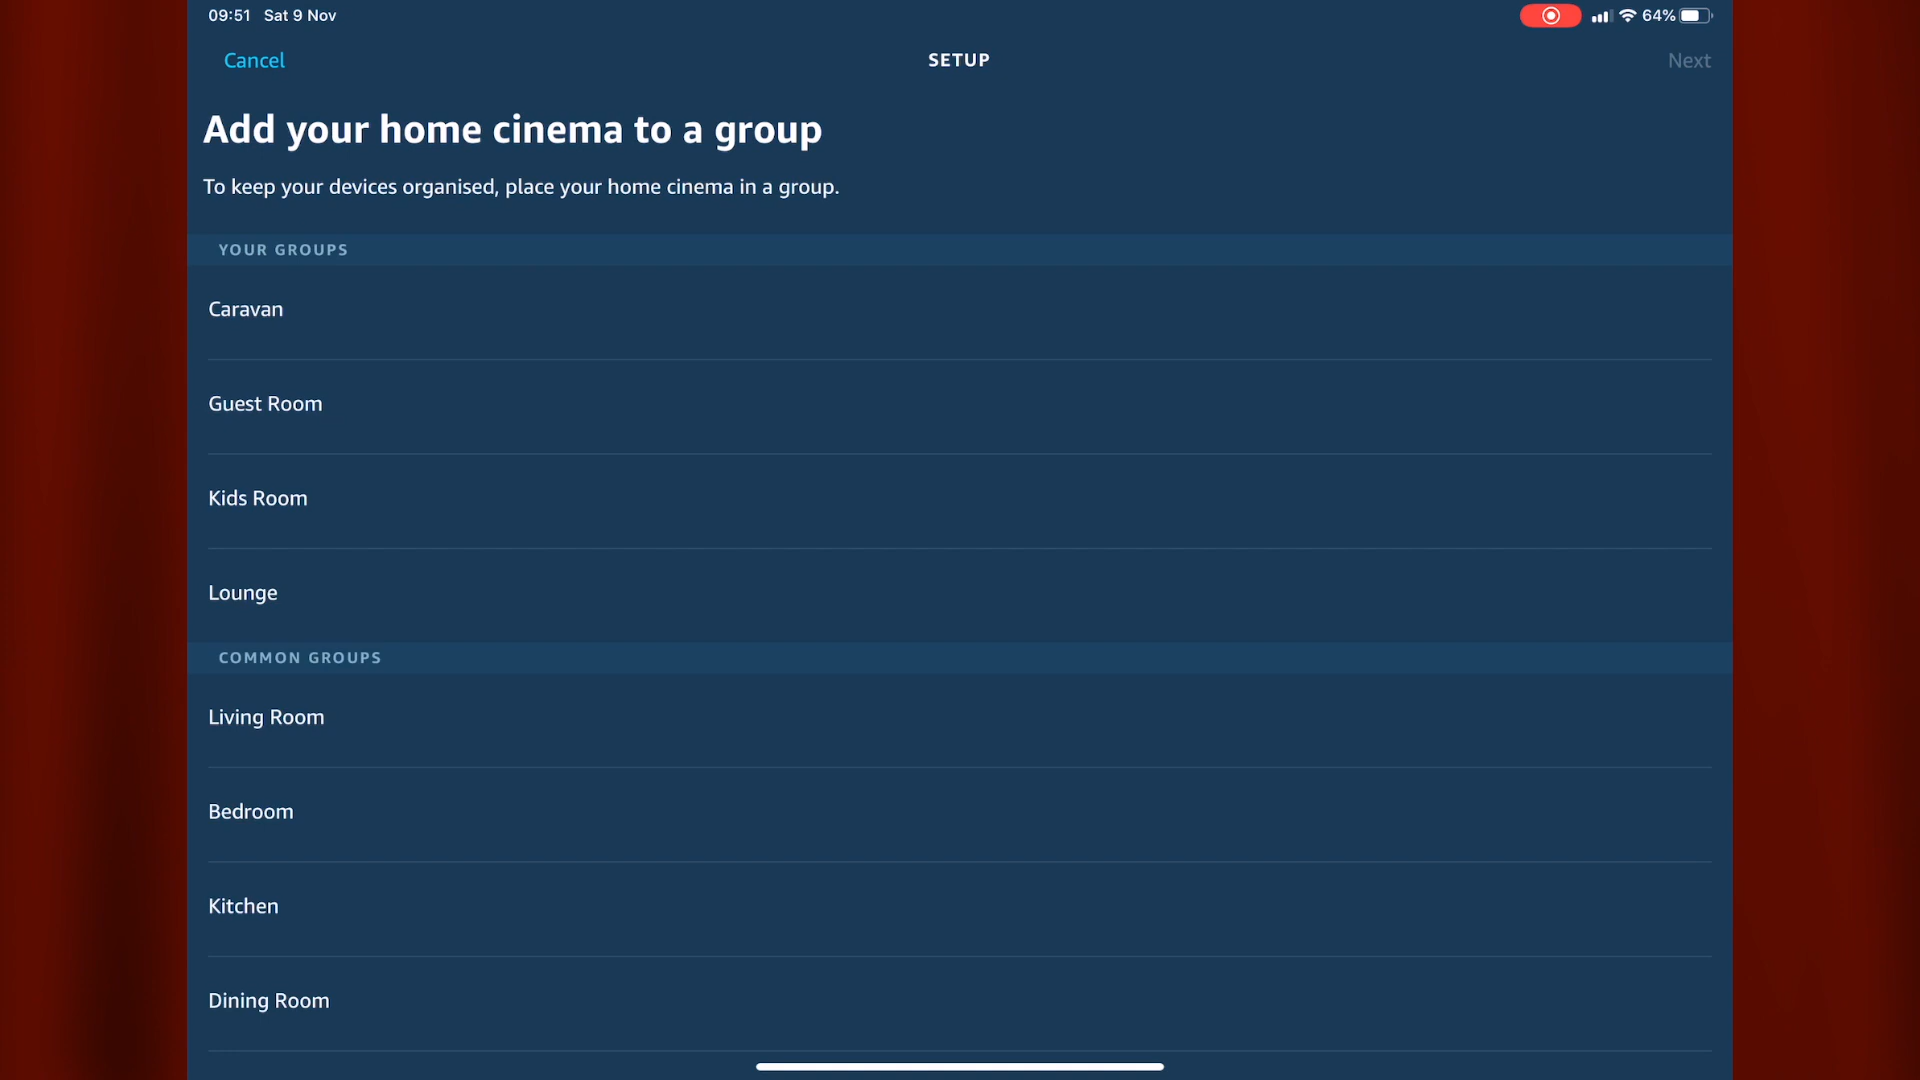 09:51 Sat 9 Nov
64%
Cancel
SETUP
Next
Add your home cinema to a group
To keep your devices organised, place your home cinema in a group.
YOUR GROUPS
Caravan
Guest Room
Kids Room
Lounge
COMMON GROUPS
Living Room
Bedroom
Kitchen
Dining Room